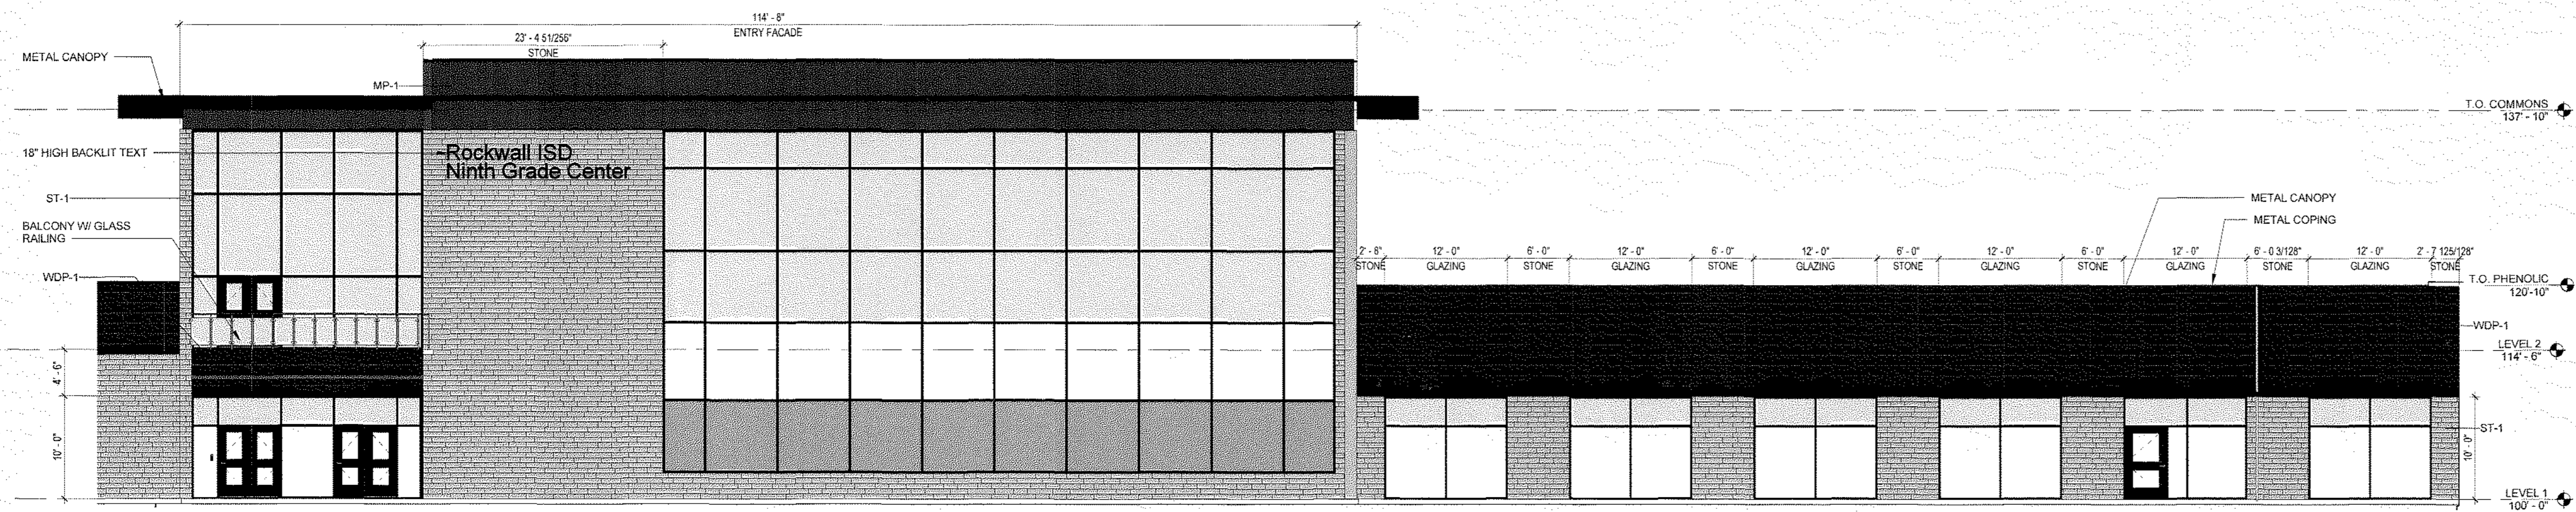 114' - 8"
ENTRY FACADE
23' - 4 51/256"
STONE
METAL CANOPY
MP-1
T.O. COMMONS
137' - 10"
18" HIGH BACKLIT TEXT
Rockwall ISD
Ninth Grade Center
ST-1
METAL CANOPY
METAL COPING
BALCONY W/ GLASS
RAILING
2' - 8" 12' - 0" 6' - 0" 12' - 0" 6' - 0" 12' - 0" 6' - 0" 12' - 0" 6' - 0" 12' - 0" 6' - 0 3/128" 12' - 0" 2' - 7 125/128"
STONE GLAZING STONE GLAZING STONE GLAZING STONE GLAZING STONE GLAZING STONE GLAZING STONE
WDP-1
T.O. PHENOLIC
120'-10"
WDP-1
LEVEL 2
114' - 6"
4' - 6"
10' - 0"
ST-1
10' - 0"
LEVEL 1
100' - 0"